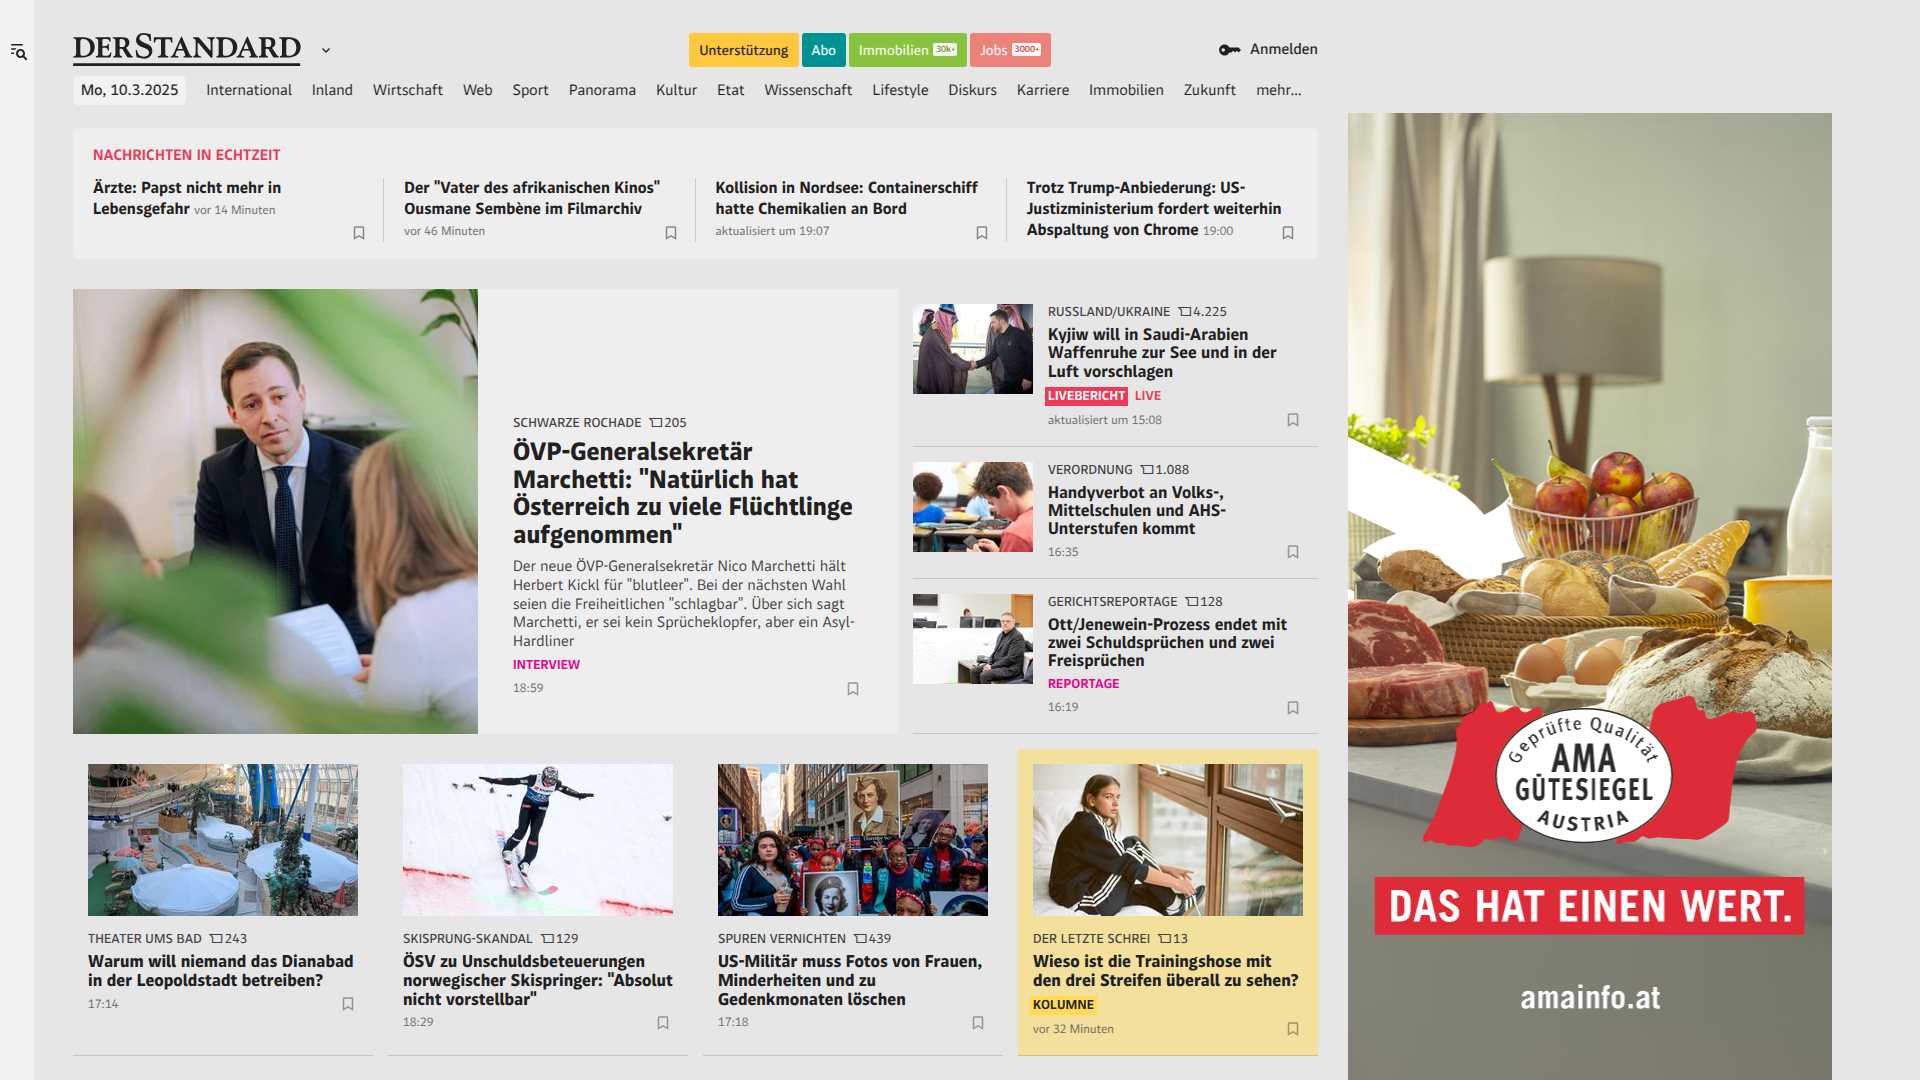 DERSTANDARD
Unterstützung Abo Immobilien 30k+ Jobs 3000+
Anmelden
Mo, 10.3.2025 International Inland Wirtschaft Web Sport Panorama Kultur Etat Wissenschaft Lifestyle Diskurs Karriere Immobilien Zukunft mehr...
NACHRICHTEN IN ECHTZEIT
Ärzte: Papst nicht mehr in
Lebensgefahr vor 14 Minuten
Der "Vater des afrikanischen Kinos"
Ousmane Sembène im Filmarchiv
vor 46 Minuten
Kollision in Nordsee: Containerschiff
hatte Chemikalien an Bord
aktualisiert um 19:07
Trotz Trump-Anbiederung: US-
Justizministerium fordert weiterhin
Abspaltung von Chrome 19:00
SCHWARZE ROCHADE 205
ÖVP-Generalsekretär
Marchetti: "Natürlich hat
Österreich zu viele Flüchtlinge
aufgenommen"
Der neue ÖVP-Generalsekretär Nico Marchetti hält
Herbert Kickl für "blutleer". Bei der nächsten Wahl
seien die Freiheitlichen "schlagbar". Über sich sagt
Marchetti, er sei kein Sprücheklopfer, aber ein Asyl-
Hardliner
INTERVIEW
18:59
RUSSLAND/UKRAINE 4.225
Kyjiw will in Saudi-Arabien
Waffenruhe zur See und in der
Luft vorschlagen
LIVEBERICHT LIVE
aktualisiert um 15:08
VERORDNUNG 1.088
Handyverbot an Volks-,
Mittelschulen und AHS-
Unterstufen kommt
16:35
GERICHTSREPORTAGE 128
Ott/Jenewein-Prozess endet mit
zwei Schuldsprüchen und zwei
Freisprüchen
REPORTAGE
16:19
THEATER UMS BAD 243
Warum will niemand das Dianabad
in der Leopoldstadt betreiben?
17:14
SKISPRUNG-SKANDAL 129
ÖSV zu Unschuldsbeteuerungen
norwegischer Skispringer: "Absolut
nicht vorstellbar"
18:29
SPUREN VERNICHTEN 439
US-Militär muss Fotos von Frauen,
Minderheiten und zu
Gedenkmonaten löschen
17:18
DER LETZTE SCHREI 13
Wieso ist die Trainingshose mit
den drei Streifen überall zu sehen?
KOLUMNE
vor 32 Minuten
Geprüfte Qualität
AMA
GÜTESIEGEL
AUSTRIA
DAS HAT EINEN WERT.
amainfo.at